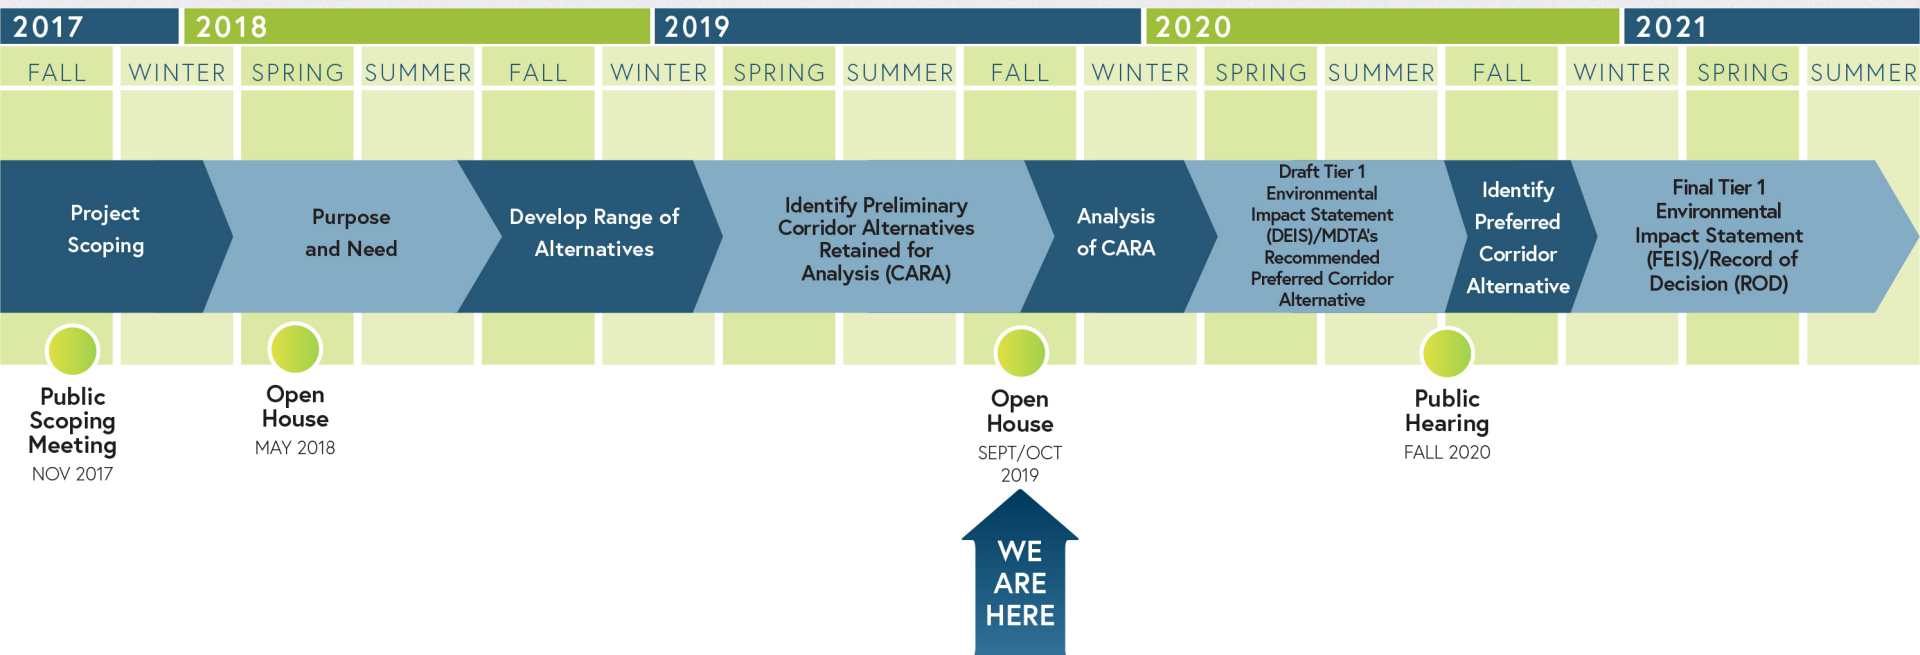 2017 2018 2019 2020 2021
FALL WINTER SPRING SUMMER FALL WINTER SPRING SUMMER FALL WINTER SPRING SUMMER FALL WINTER SPRING SUMMER
Project
Scoping
Purpose
and Need
Develop Range of
Alternatives
Identify Preliminary
Corridor Alternatives
Retained for
Analysis (CARA)
Analysis
of CARA
Draft Tier 1
Environmental
Impact Statement
(DEIS)/MDTA's
Recommended
Preferred Corridor
Alternative
Identify
Preferred
Corridor
Alternative
Final Tier 1
Environmental
Impact Statement
(FEIS)/Record of
Decision (ROD)
Public
Scoping
Meeting
NOV 2017
Open
House
MAY 2018
Open
House
SEPT/OCT
2019
Public
Hearing
FALL 2020
WE
ARE
HERE